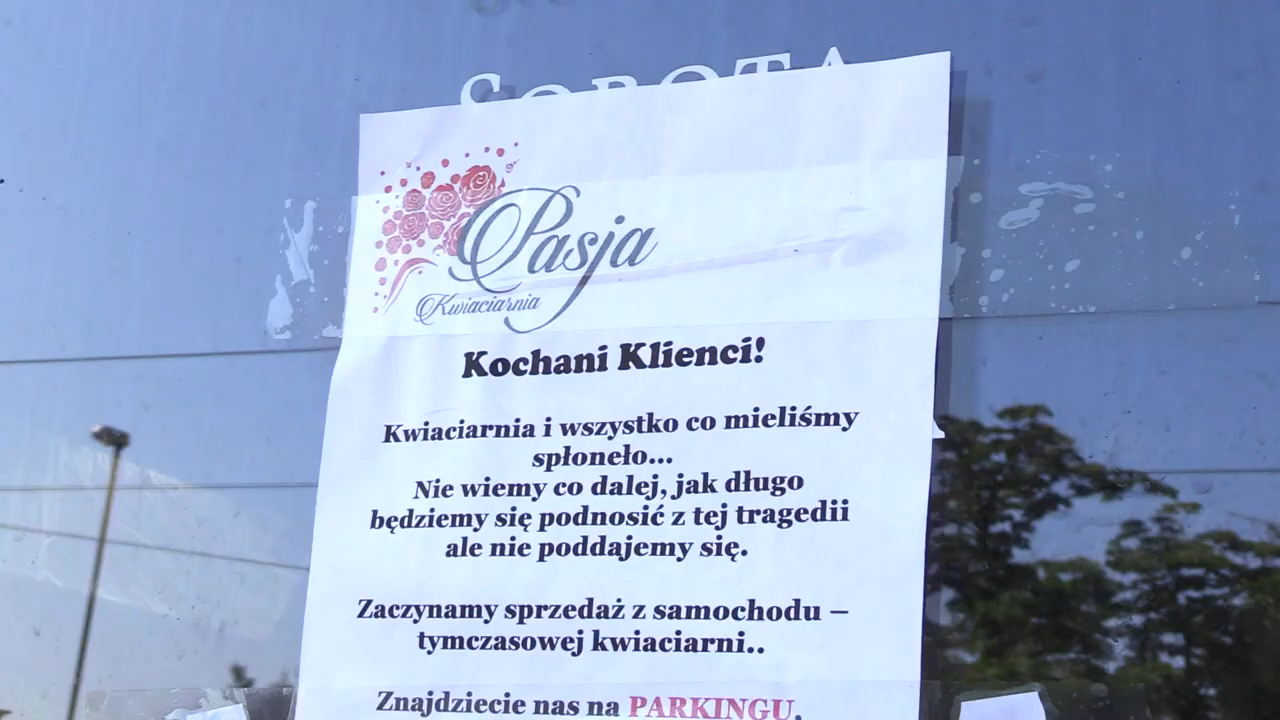 SOBOTA
Pasja
Kwiaciarnia
Kochani Klienci!
Kwiaciarnia i wszystko co mieliśmy
spłoneło...
Nie wiemy co dalej, jak długo
będziemy się podnosić z tej tragedii
ale nie poddajemy się.
Zaczynamy sprzedaż z samochodu –
tymczasowej kwiaciarni..
Znajdziecie nas na PARKINGU,